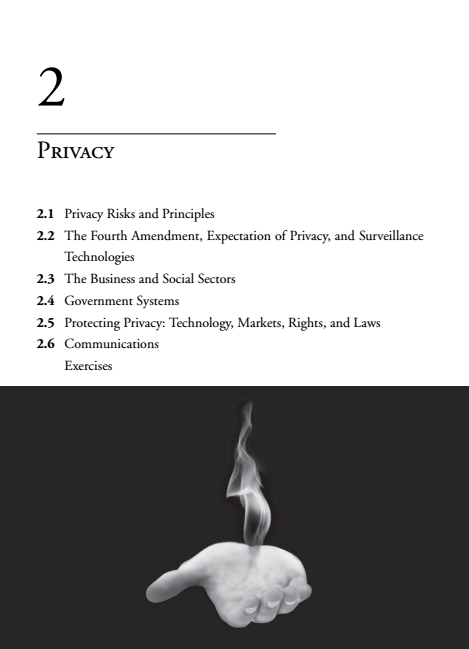 2
PRIVACY
2.1 Privacy Risks and Principles
2.2 The Fourth Amendment, Expectation of Privacy, and Surveillance
Technologies
2.3 The Business and Social Sectors
2.4 Government Systems
2.5 Protecting Privacy: Technology, Markets, Rights, and Laws
2.6 Communications
Exercises